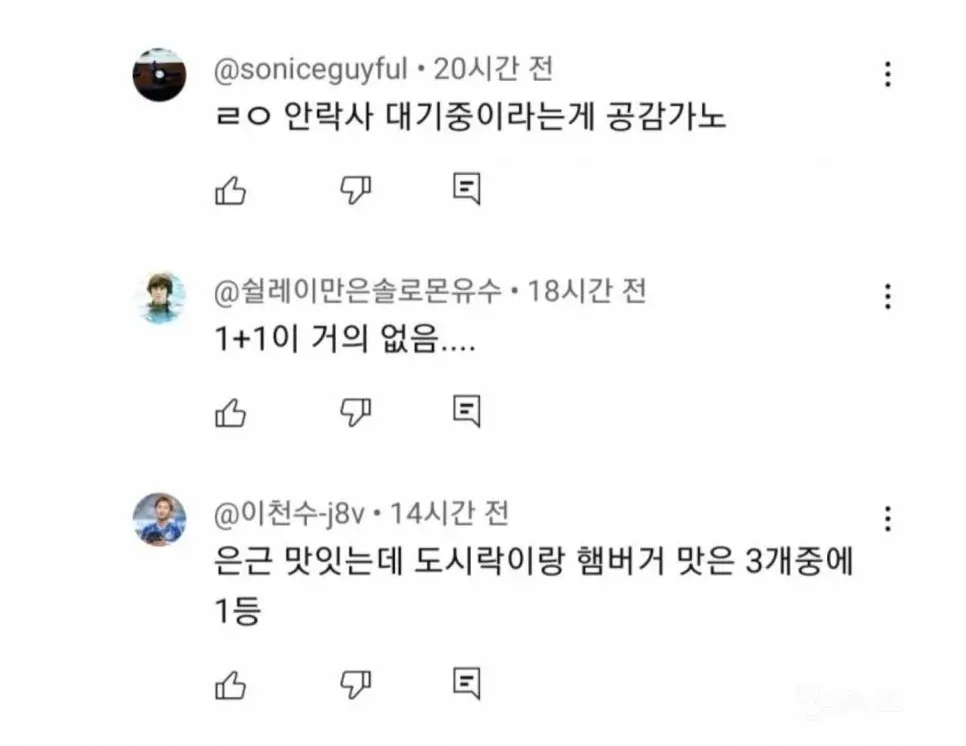 @soniceguyful • 20시간 전
ㄹㅇ 안락사 대기중이라는게 공감가노
@쉴레이만은솔로몬유수 • 18시간 전
1+1이 거의 없음....
@이천수-j8v • 14시간 전
은근 맛잇는데 도시락이랑 햄버거 맛은 3개중에
1등